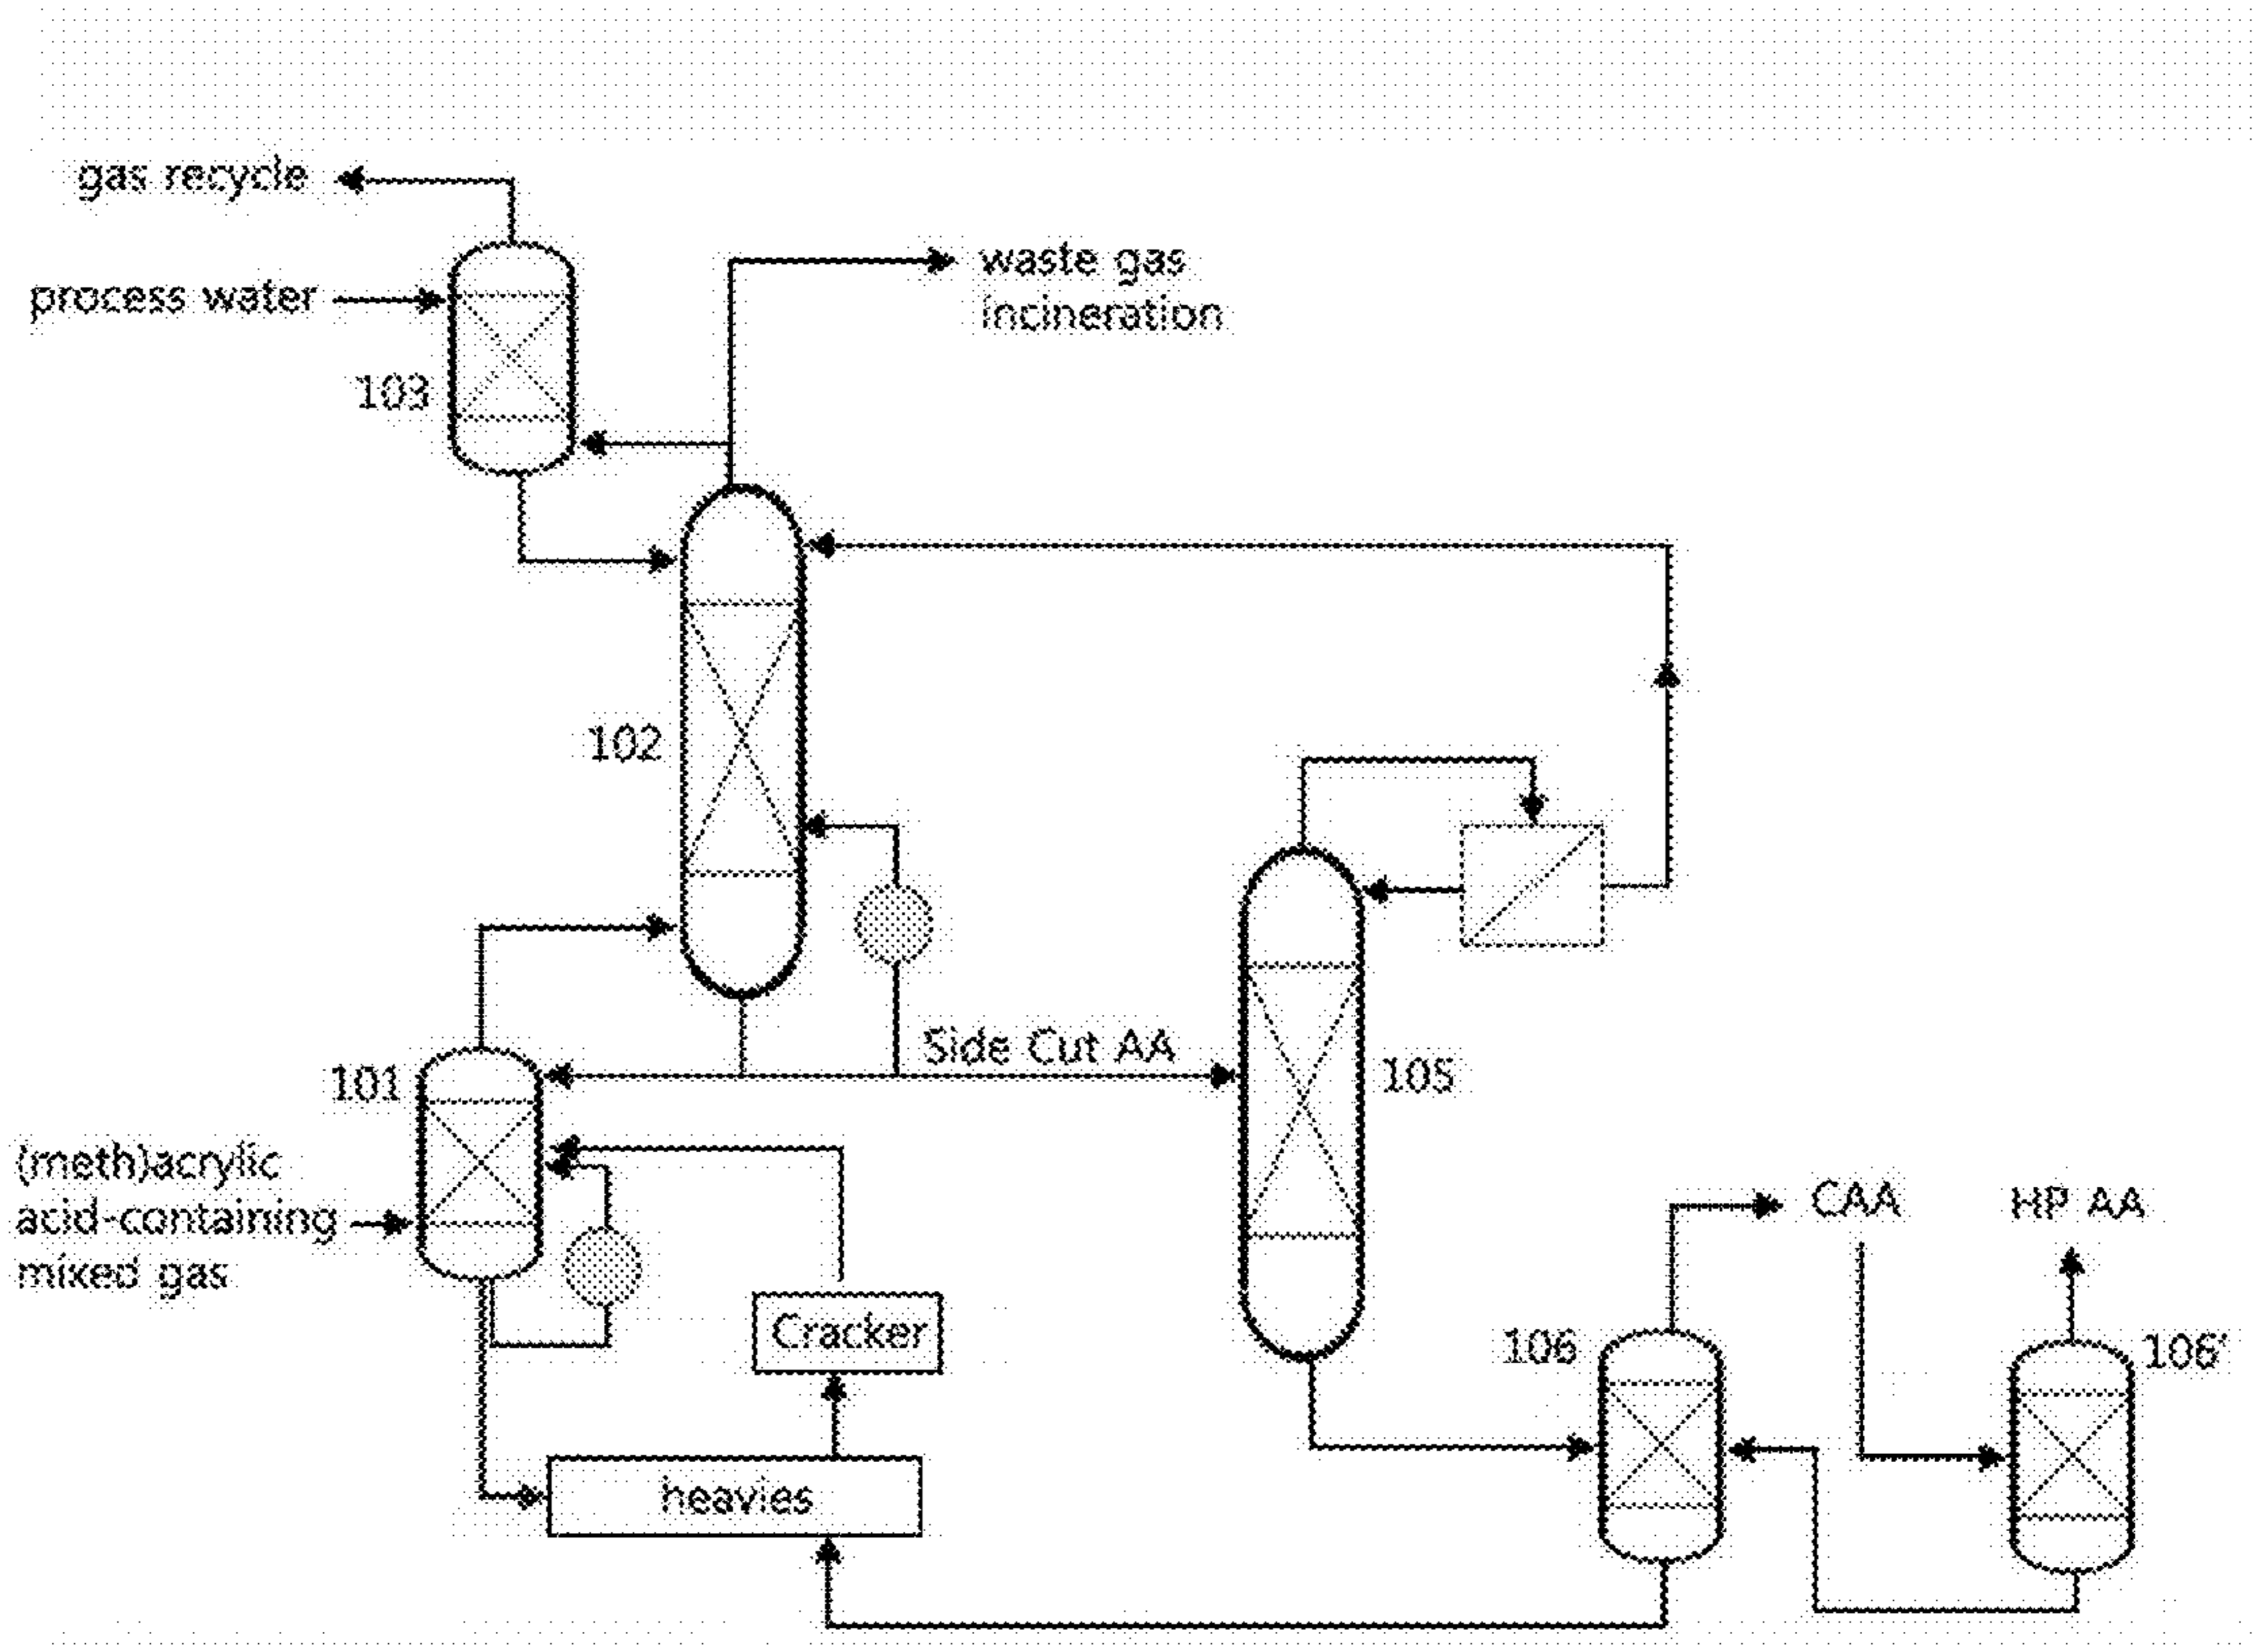 gas recycle
process water
103
waste gas
incineration
102
Side Cut AA
101
105
(meth)acrylic
acid-containing
mixed gas
CAA
HP AA
Cracker
106
106'
heavies